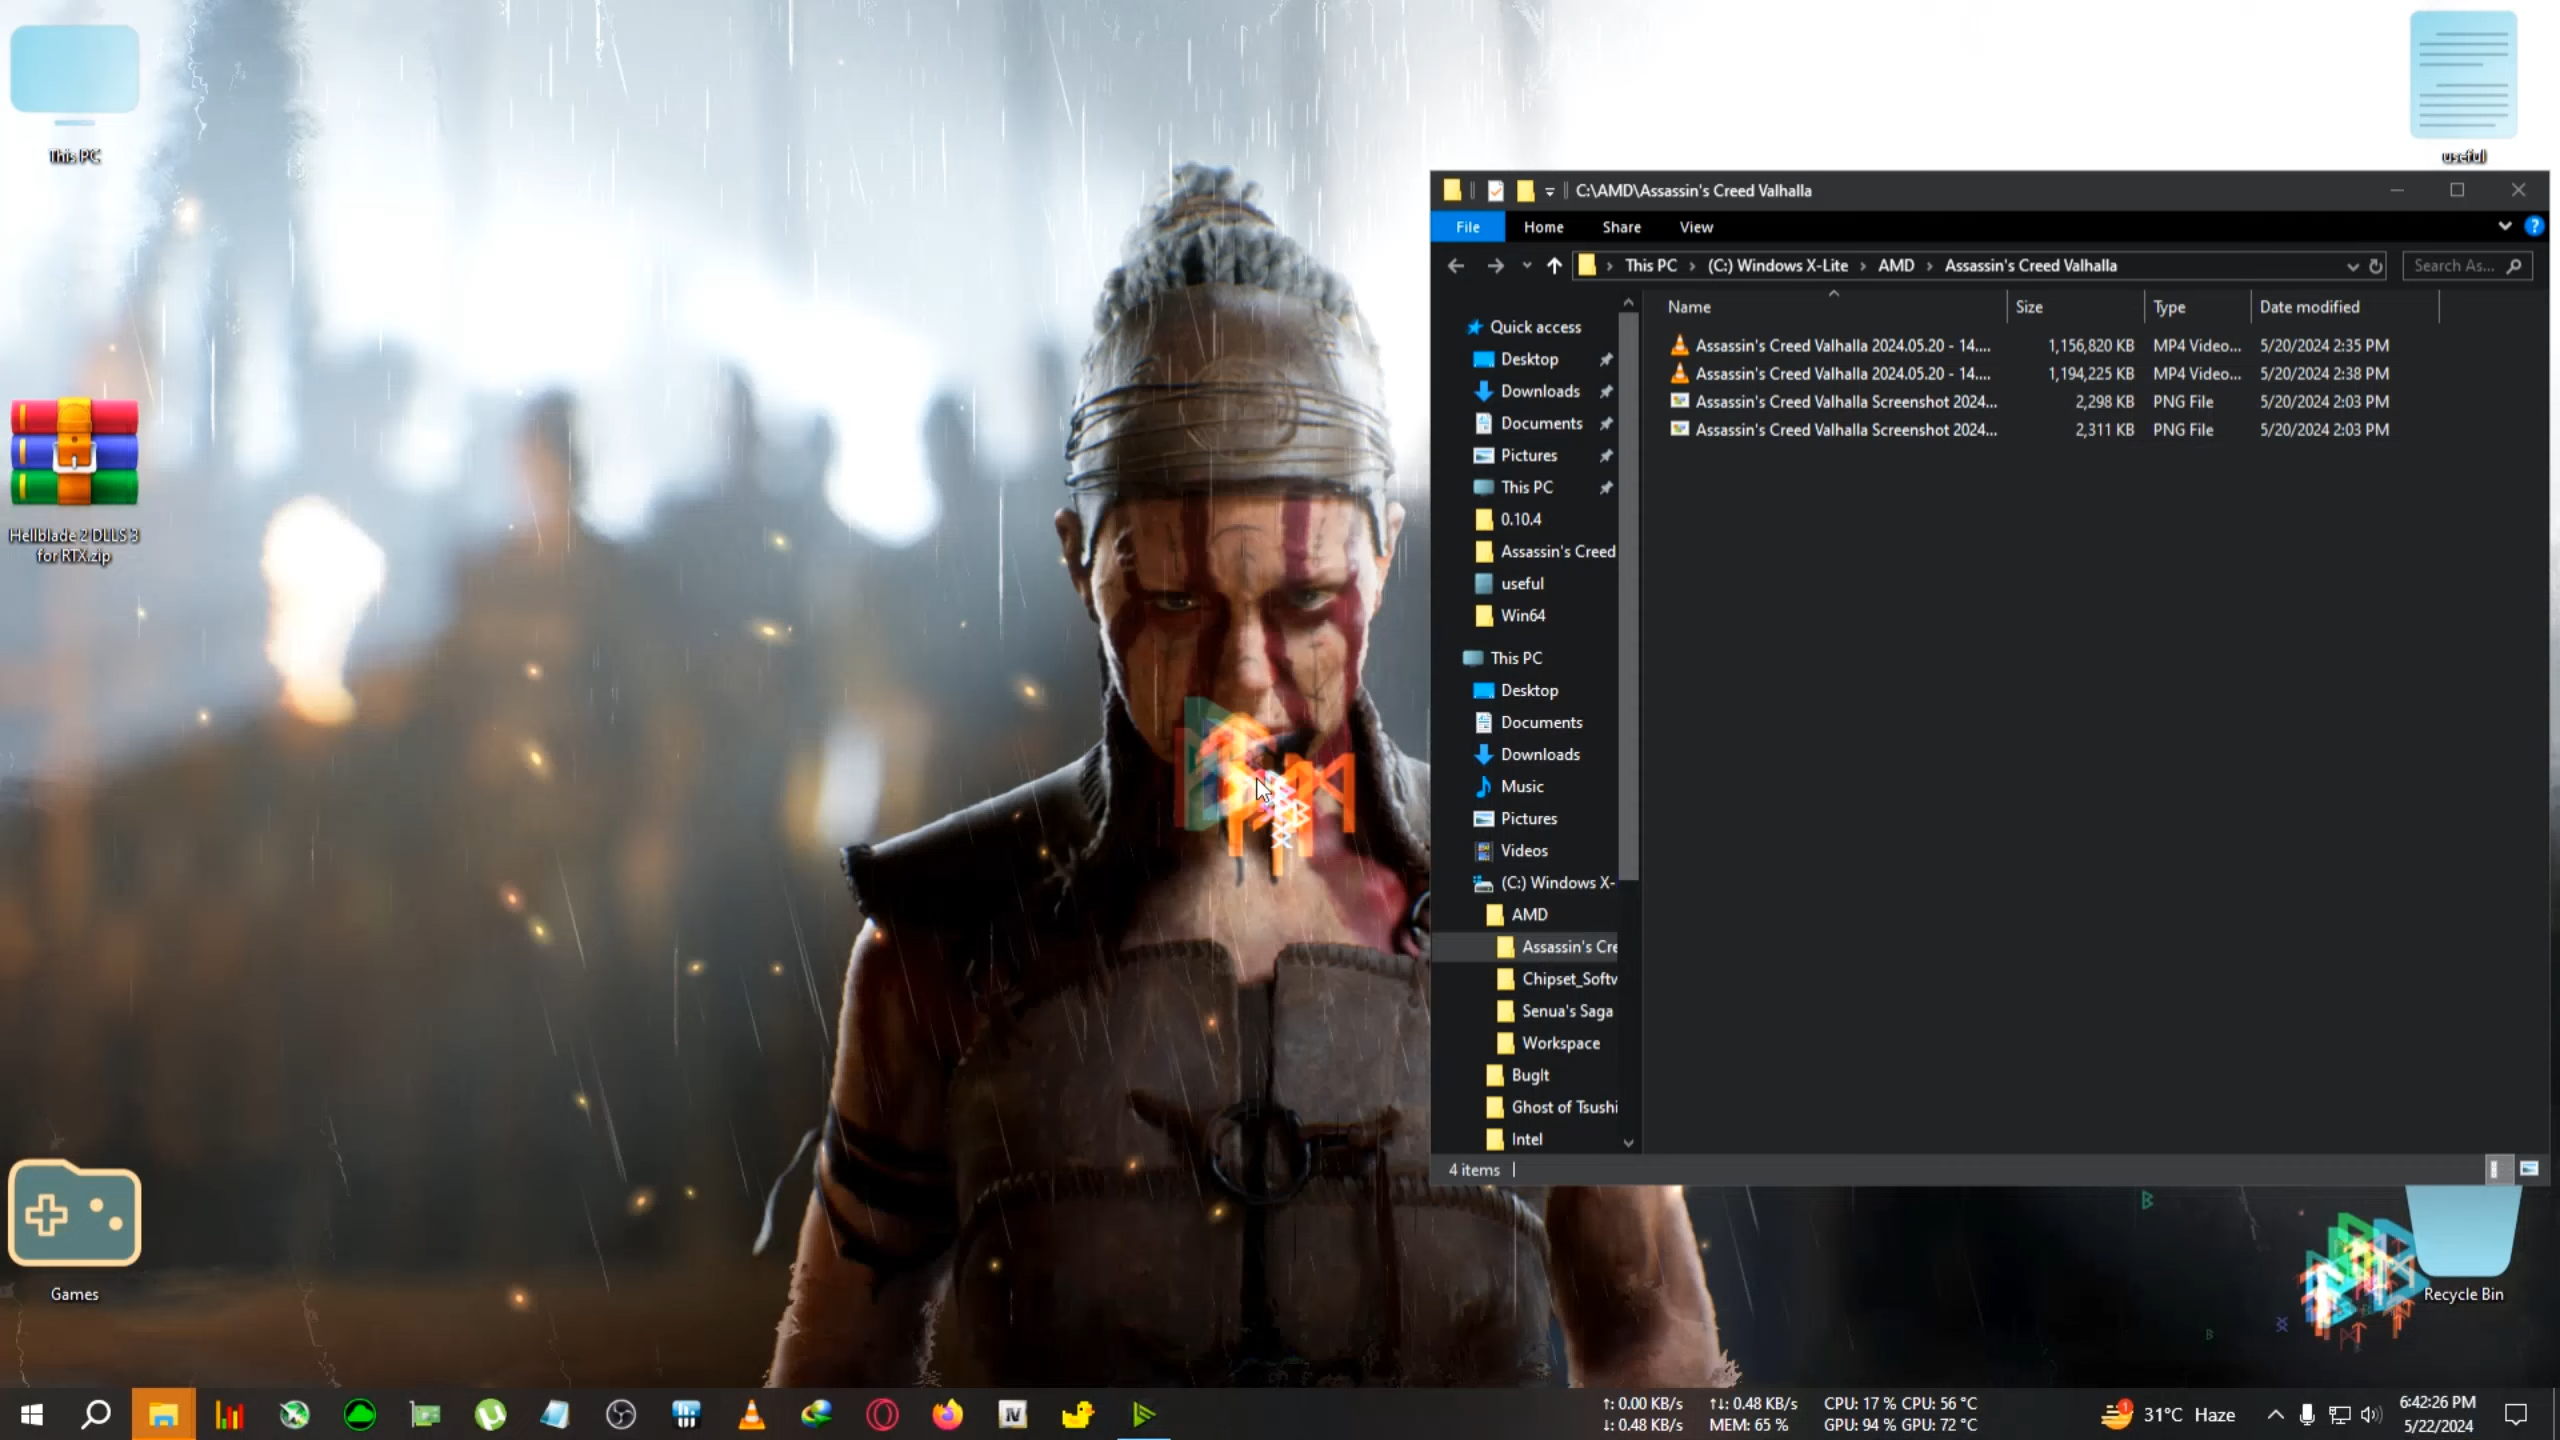 This PC
Hellblade 2 DLLS 3
for RTX.zip
Games
useful
Recycle Bin
C:\AMD\Assassin's Creed Valhalla
File Home Share View
This PC (C:) Windows X-Lite AMD Assassin's Creed Valhalla
Search As...
Name Size Type Date modified
Assassin's Creed Valhalla 2024.05.20 - 14.... 1,156,820 KB MP4 Video... 5/20/2024 2:35 PM
Assassin's Creed Valhalla 2024.05.20 - 14.... 1,194,225 KB MP4 Video... 5/20/2024 2:38 PM
Assassin's Creed Valhalla Screenshot 2024... 2,298 KB PNG File 5/20/2024 2:03 PM
Assassin's Creed Valhalla Screenshot 2024... 2,311 KB PNG File 5/20/2024 2:03 PM
Quick access
Desktop
Downloads
Documents
Pictures
This PC
0.10.4
Assassin's Creed
useful
Win64
This PC
Desktop
Documents
Downloads
Music
Pictures
Videos
(C:) Windows X-
AMD
Assassin's Cre
Chipset_Softw
Senua's Saga
Workspace
BugIt
Ghost of Tsushi
Intel
4 items
↑: 0.00 KB/s ↑↓: 0.48 KB/s CPU: 17 % CPU: 56 °C
↓: 0.48 KB/s MEM: 65 % GPU: 94 % GPU: 72 °C
1
31°C Haze
6:42:26 PM
5/22/2024